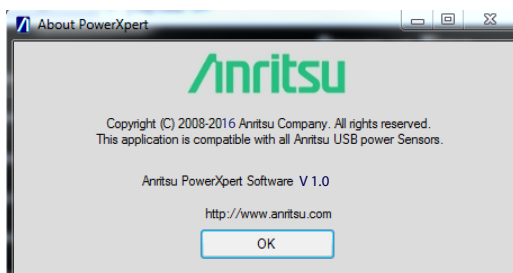 About PowerXpert
Anritsu
Copyright (C) 2008-2016 Anritsu Company. All rights reserved.
This application is compatible with all Anritsu USB power Sensors.
Anritsu PowerXpert Software V 1.0
http://www.anritsu.com
OK